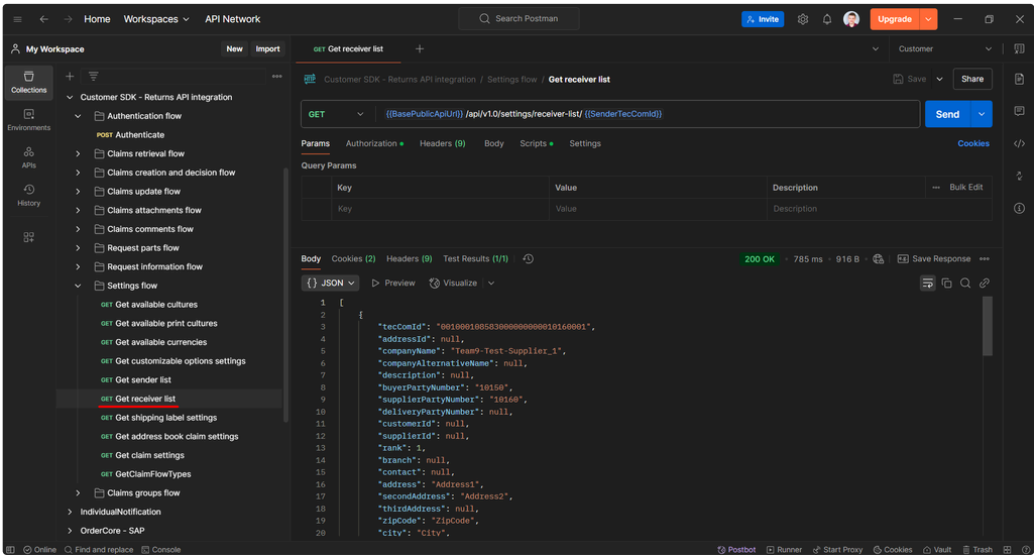 Home Workspaces API Network Search Postman Invite Upgrade
My Workspace New Import GET Get receiver list Customer
Collections
Environments
APIs
History
Customer SDK - Returns API integration
Authentication flow
POST Authenticate
Claims retrieval flow
Claims creation and decision flow
Claims update flow
Claims attachments flow
Claims comments flow
Request parts flow
Request information flow
Settings flow
GET Get available cultures
GET Get available print cultures
GET Get available currencies
GET Get customizable options settings
GET Get sender list
GET Get receiver list
GET Get shipping label settings
GET Get address book claim settings
GET Get claim settings
GET GetClaimFlowTypes
Claims groups flow
IndividualNotification
OrderCore - SAP
Customer SDK - Returns API integration / Settings flow / Get receiver list Save Share
GET {{BasePublicApiUrl}} /api/v1.0/settings/receiver-list/ {{SenderTecComId}} Send
Params Authorization Headers (9) Body Scripts Settings Cookies
Query Params
Key Value Description Bulk Edit
Key Value Description
Body Cookies (2) Headers (9) Test Results (1/1) 200 OK 785 ms 916 B Save Response
{} JSON Preview Visualize
1 [
2 {
3 "tecComId": "00100010858300000000010160001",
4 "addressId": null,
5 "companyName": "Team9-Test-Supplier_1",
6 "companyAlternativeName": null,
7 "description": null,
8 "buyerPartyNumber": "10150",
9 "supplierPartyNumber": "10160",
10 "deliveryPartyNumber": null,
11 "customerId": null,
12 "supplierId": null,
13 "rank": 1,
14 "branch": null,
15 "contact": null,
16 "address": "Address1",
17 "secondAddress": "Address2",
18 "thirdAddress": null,
19 "zipCode": "ZipCode",
20 "city": "City",
Online Find and replace Console Postbot Runner Start Proxy Cookies Vault Trash